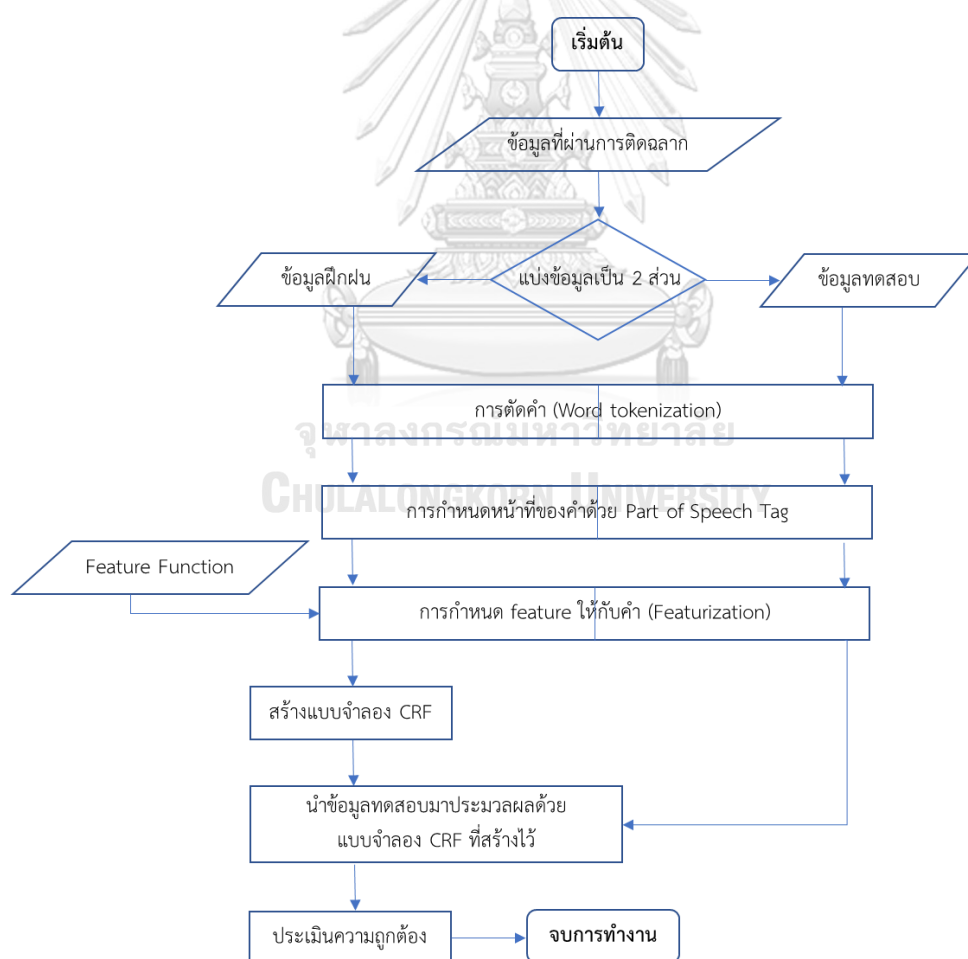 เริ่มต้น
ข้อมูลที่ผ่านการติดฉลาก
ข้อมูลฝึกฝน
แบ่งข้อมูลเป็น 2 ส่วน
ข้อมูลทดสอบ
การตัดคำ (Word tokenization)
จุฬาลงกรณ์มหาวิทยาลัย
CHULALONGKORN UNIVERSITY
การกำหนดหน้าที่ของคำด้วย Part of Speech Tag
Feature Function
การกำหนด feature ให้กับคำ (Featurization)
สร้างแบบจำลอง CRF
นำข้อมูลทดสอบมาประมวลผลด้วย
แบบจำลอง CRF ที่สร้างไว้
ประเมินความถูกต้อง
จบการทำงาน